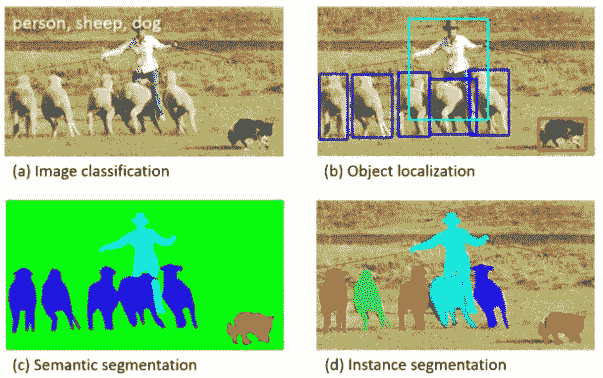 person, sheep, dog
(a) Image classification
(b) Object localization
(c) Semantic segmentation
(d) Instance segmentation